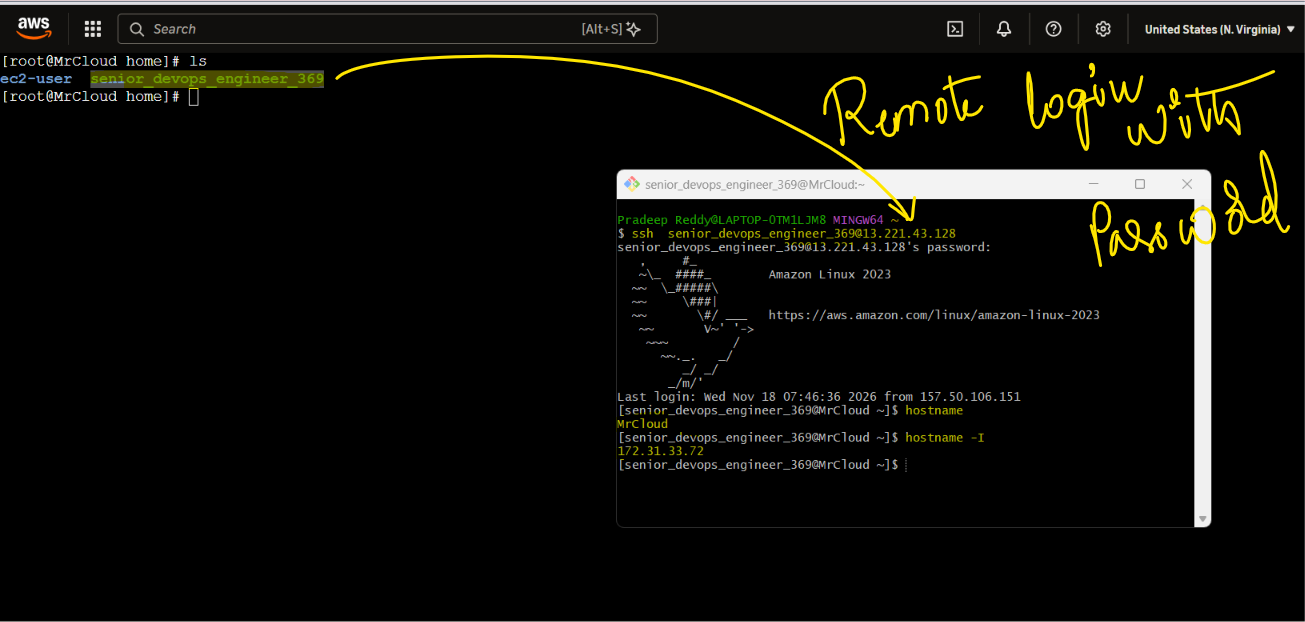 aws
Search [Alt+S]
United States (N. Virginia)
[root@MrCloud home]# ls
ec2-user senior_devops_engineer_369
[root@MrCloud home]#
Remote login with
Password
senior_devops_engineer_369@MrCloud:~
Pradeep Reddy@LAPTOP-OTM1LJM8 MINGW64 ~
$ ssh  senior_devops_engineer_369@13.221.43.128
senior_devops_engineer_369@13.221.43.128's password:
   ,     #_
   ~\_  ####_        Amazon Linux 2023
  ~~  \_#####\
  ~~     \###|
  ~~       \#/ ___   https://aws.amazon.com/linux/amazon-linux-2023
   ~~       V~' '->
    ~~~         /
      ~~._.   _/
         _/ _/
       _/m/'
Last login: Wed Nov 18 07:46:36 2026 from 157.50.106.151
[senior_devops_engineer_369@MrCloud ~]$ hostname
MrCloud
[senior_devops_engineer_369@MrCloud ~]$ hostname -I
172.31.33.72
[senior_devops_engineer_369@MrCloud ~]$